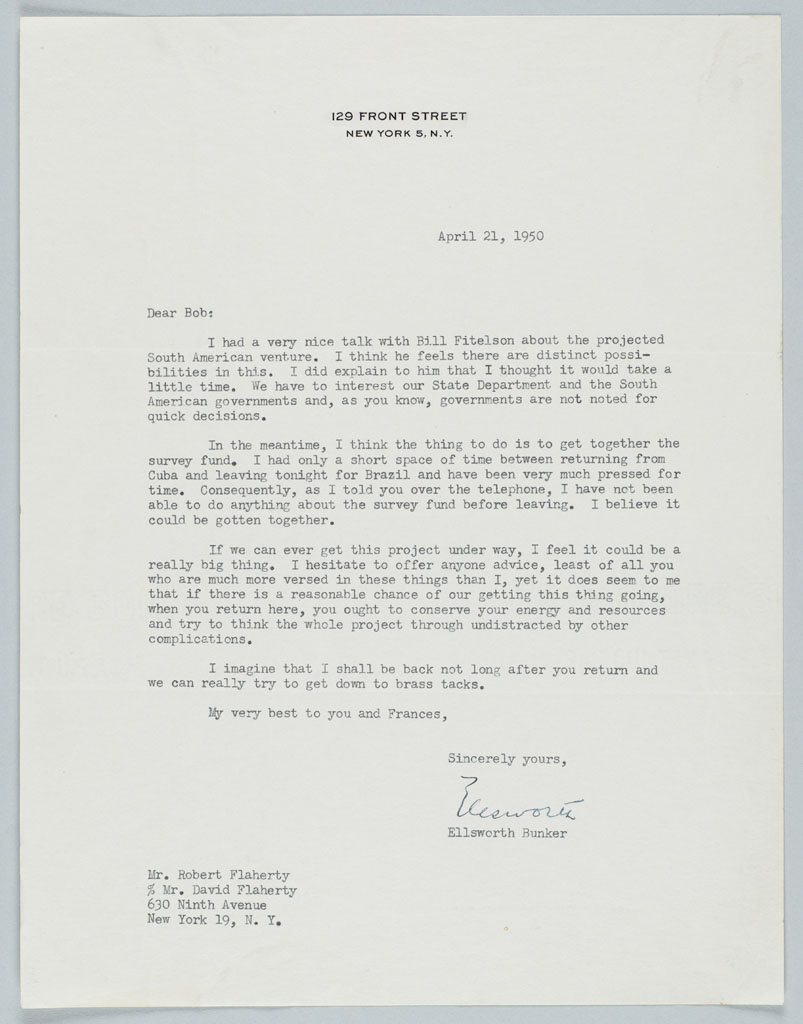 129 FRONT STREET
NEW YORK 5, N.Y.
April 21, 1950
Dear Bob:
I had a very nice talk with Bill Fitelson about the projected
South American venture. I think he feels there are distinct possi-
bilities in this. I did explain to him that I thought it would take a
little time. We have to interest our State Department and the South
American governments and, as you know, governments are not noted for
quick decisions.
In the meantime, I think the thing to do is to get together the
survey fund. I had only a short space of time between returning from
Cuba and leaving tonight for Brazil and have been very much pressed for
time. Consequently, as I told you over the telephone, I have not been
able to do anything about the survey fund before leaving. I believe it
could be gotten together.
If we can ever get this project under way, I feel it could be a
really big thing. I hesitate to offer anyone advice, least of all you
who are much more versed in these things than I, yet it does seem to me
that if there is a reasonable chance of our getting this thing going,
when you return here, you ought to conserve your energy and resources
and try to think the whole project through undistracted by other
complications.
I imagine that I shall be back not long after you return and
we can really try to get down to brass tacks.
My very best to you and Frances,
Sincerely yours,
Ellsworth
Ellsworth Bunker
Mr. Robert Flaherty
% Mr. David Flaherty
630 Ninth Avenue
New York 19, N. Y.